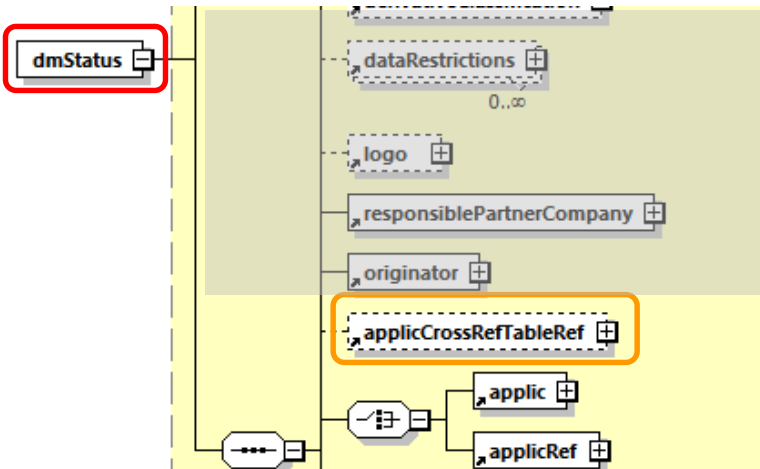 dmStatus
dataRestrictions
0..∞
logo
responsiblePartnerCompany
originator
applicCrossRefTableRef
applic
applicRef